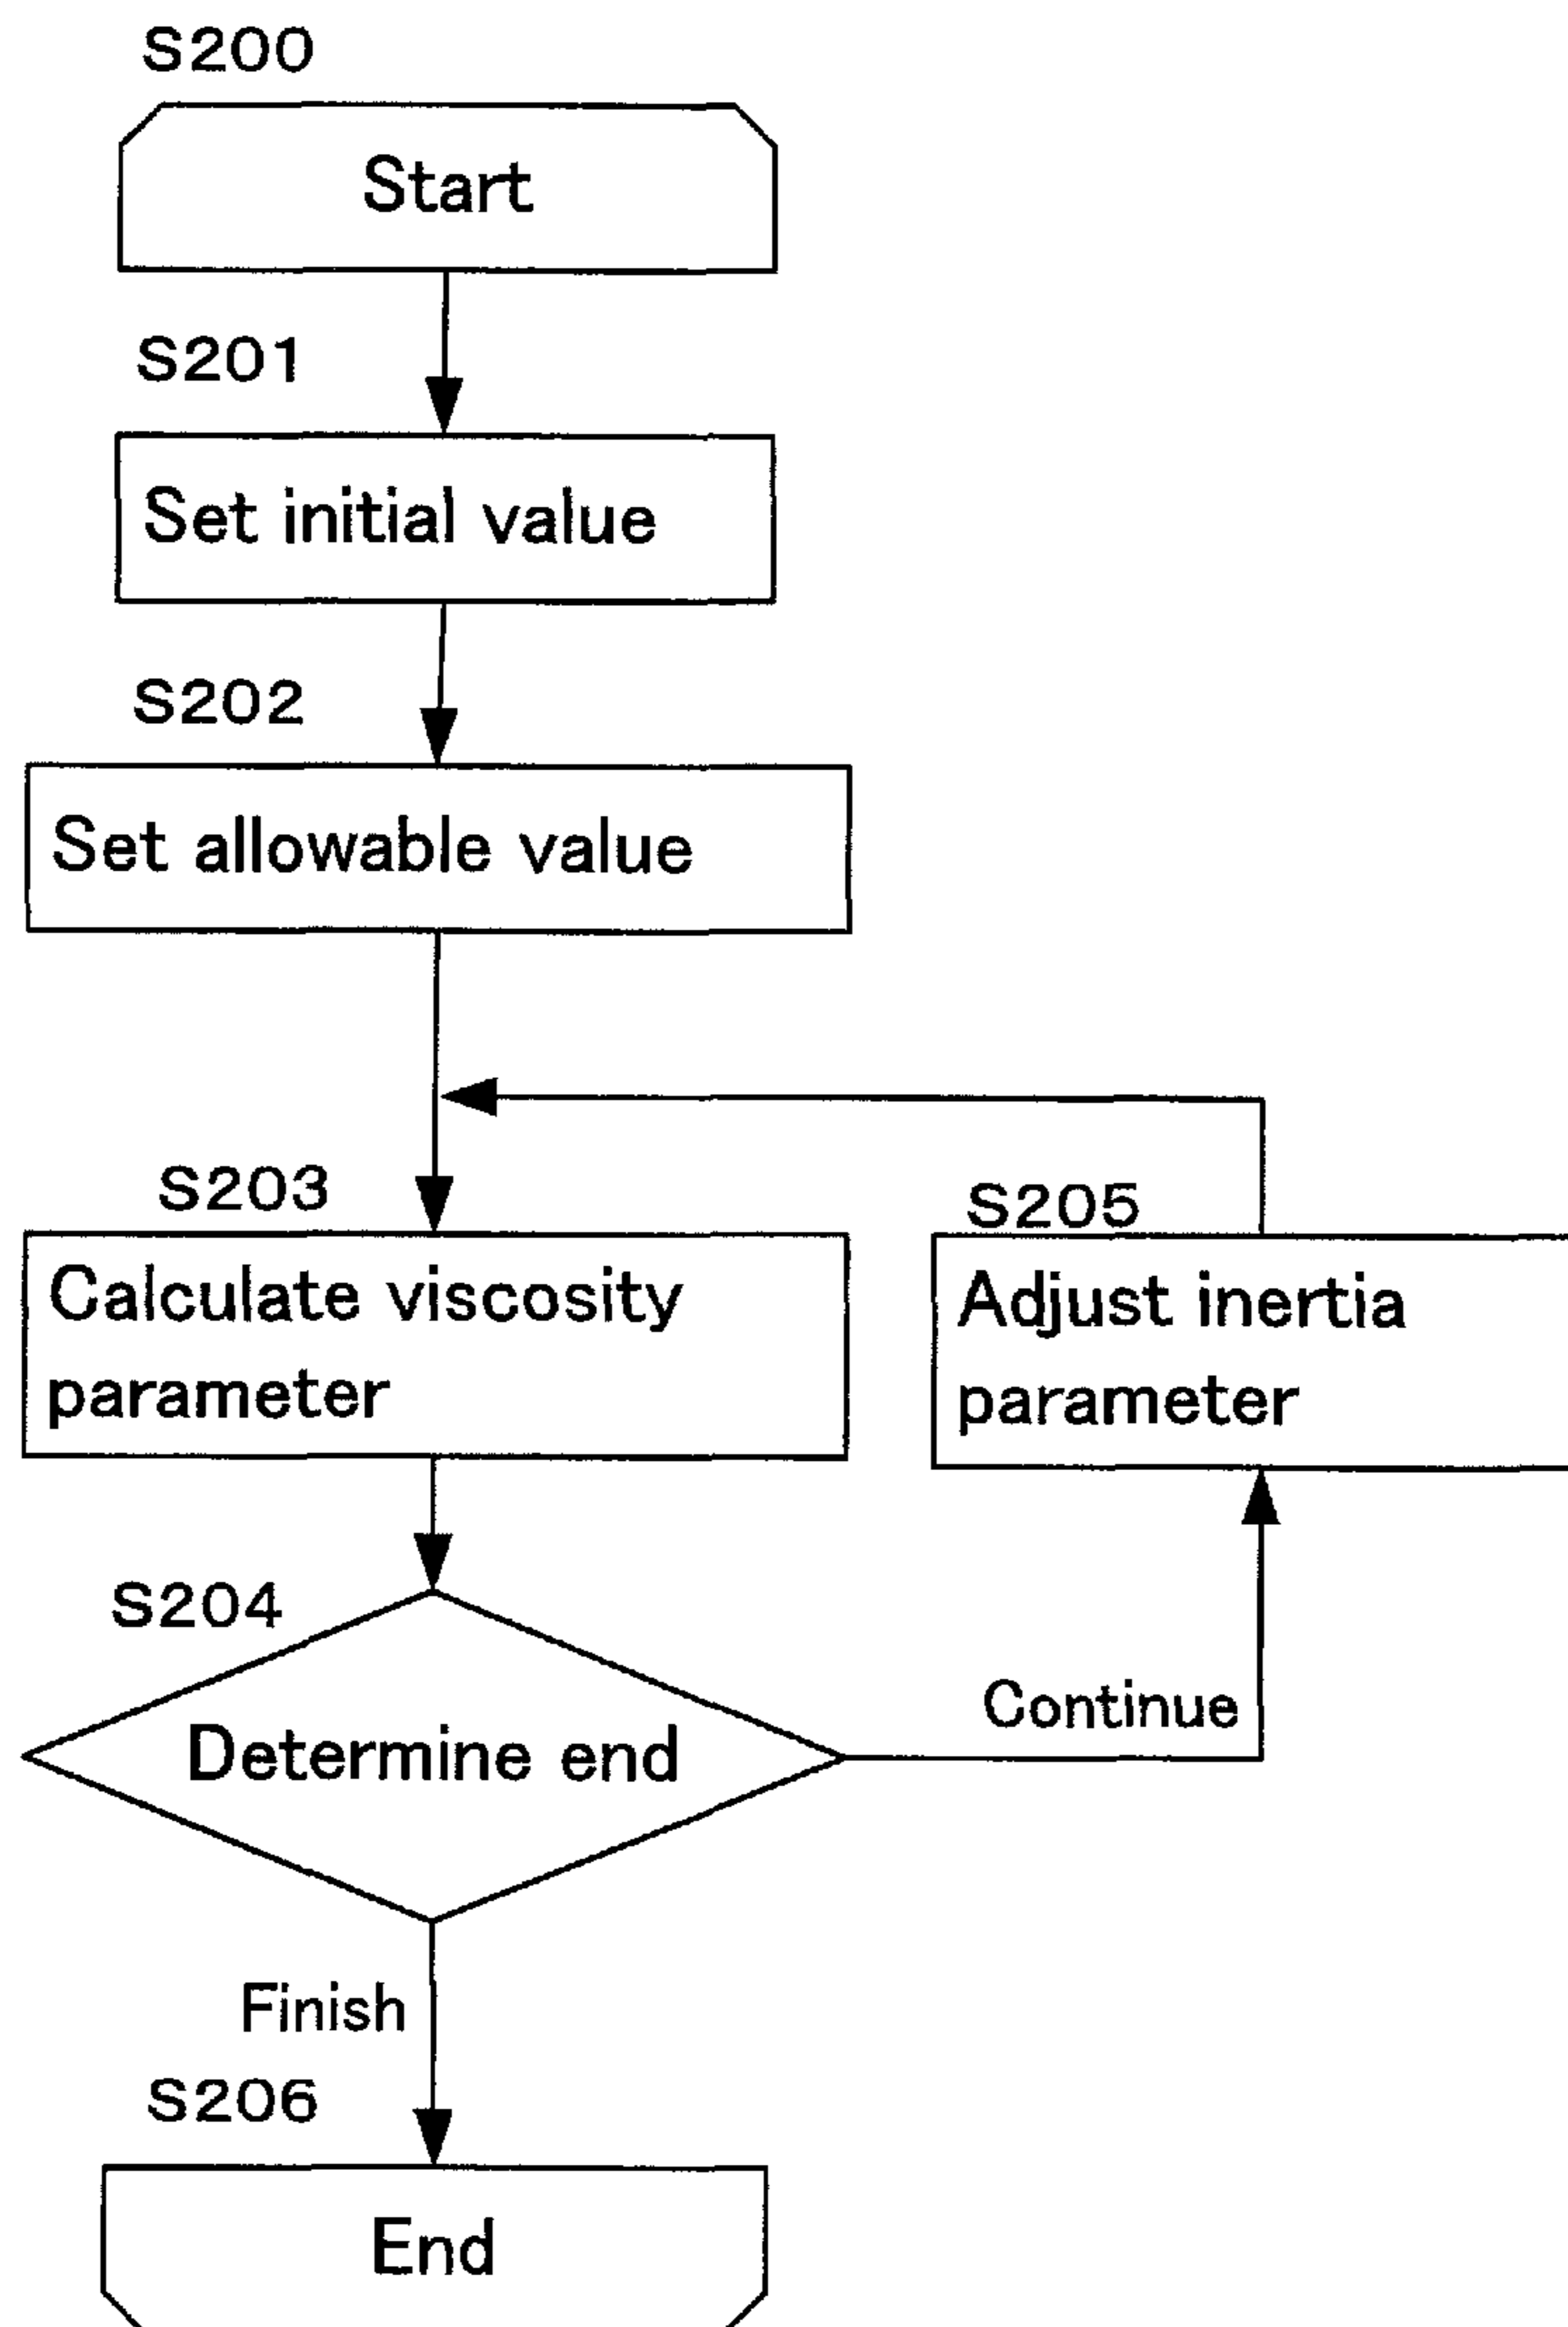 S200
Start
S201
Set initial value
S202
Set allowable value
S203
Calculate viscosity
parameter
S205
Adjust inertia
parameter
S204
Determine end
Continue
Finish
S206
End